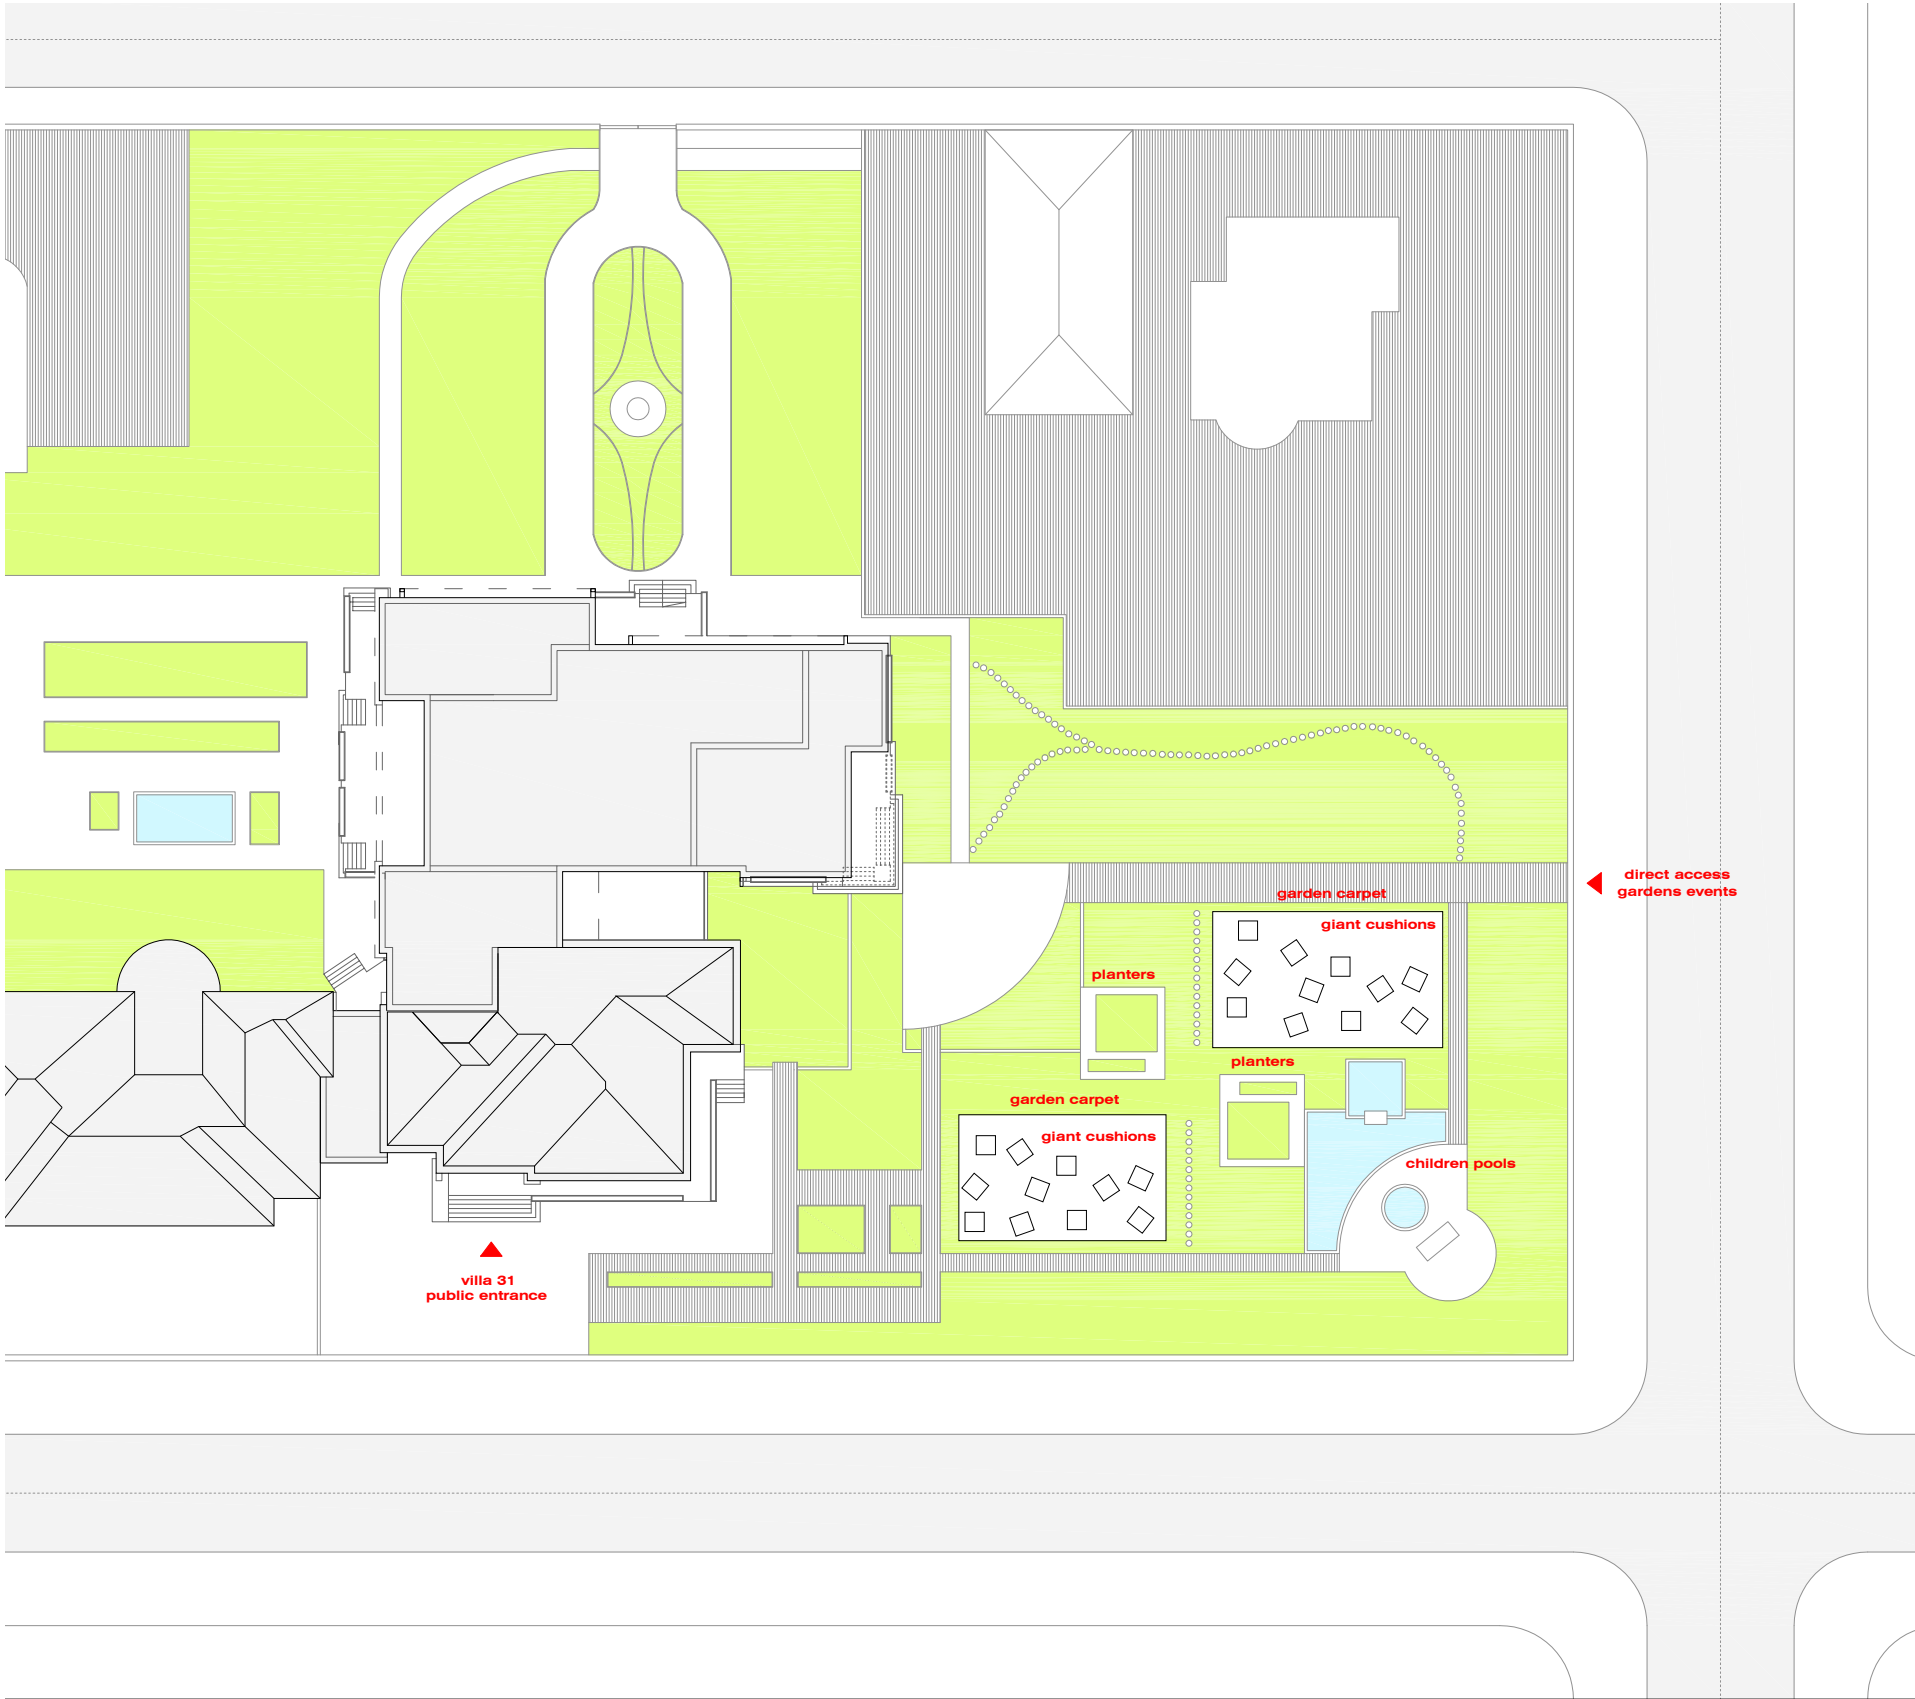 direct access
gardens events
garden carpet
giant cushions
planters
planters
garden carpet
giant cushions
children pools
villa 31
public entrance